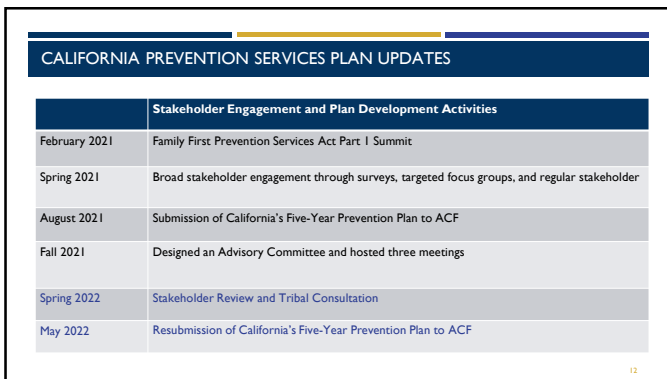 CALIFORNIA PREVENTION SERVICES PLAN UPDATES
Stakeholder Engagement and Plan Development Activities
February 2021 Family First Prevention Services Act Part 1 Summit
Spring 2021 Broad stakeholder engagement through surveys, targeted focus groups, and regular stakeholder
August 2021 Submission of California's Five-Year Prevention Plan to ACF
Fall 2021 Designed an Advisory Committee and hosted three meetings
Spring 2022 Stakeholder Review and Tribal Consultation
May 2022 Resubmission of California's Five-Year Prevention Plan to ACF
12